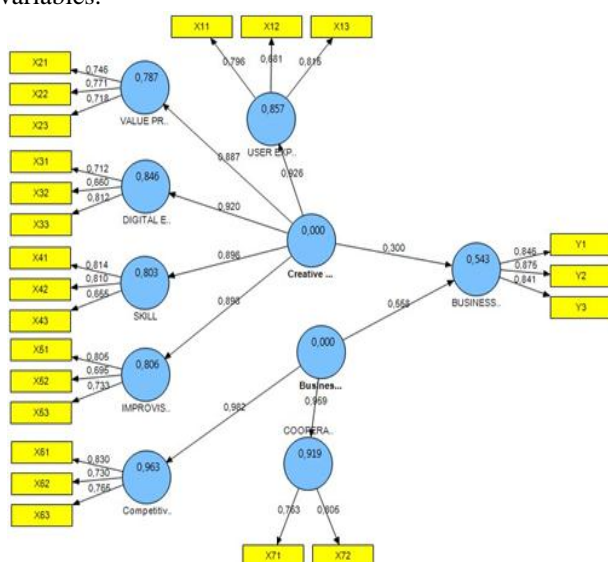 variables.
X11 X12 X13
0,796 0,681 0,816
X21
X22
X23
0,746
0,771
0,718
0,787
VALUE PR..
0,857
USER EXP..
0,887
0,926
X31
X32
X33
0,712
0,660
0,812
0,846
DIGITAL E..
0,920
0,000
Creative ...
0,300
X41
X42
X43
0,814
0,810
0,655
0,803
SKILL
0,896
0,543
BUSINESS..
0,846
0,875
0,841
Y1
Y2
Y3
X51
X52
X53
0,805
0,695
0,733
0,806
IMPROVIS..
0,898
0,000
Busines...
0,558
X61
X62
X63
0,830
0,730
0,765
0,963
Competitiv..
0,982
0,959
COOPERA..
0,919
0,763 0,806
X71 X72